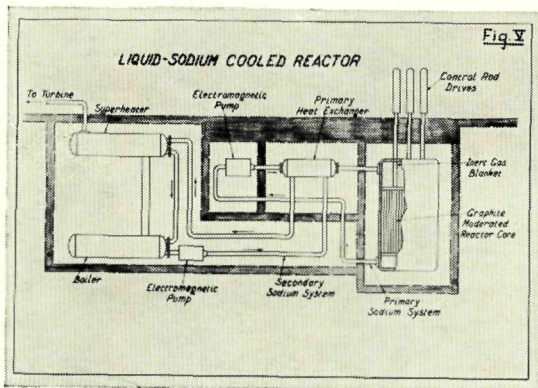 Fig. V
LIQUID-SODIUM COOLED REACTOR
Control Rod
Drives
To Turbine
Superheater
Electromagnetic
Pump
Primary
Heat Exchanger
Inert Gas
Blanket
Graphite
Moderated
Reactor Core
Boiler
Electromagnetic
Pump
Secondary
Sodium System
Primary
Sodium System